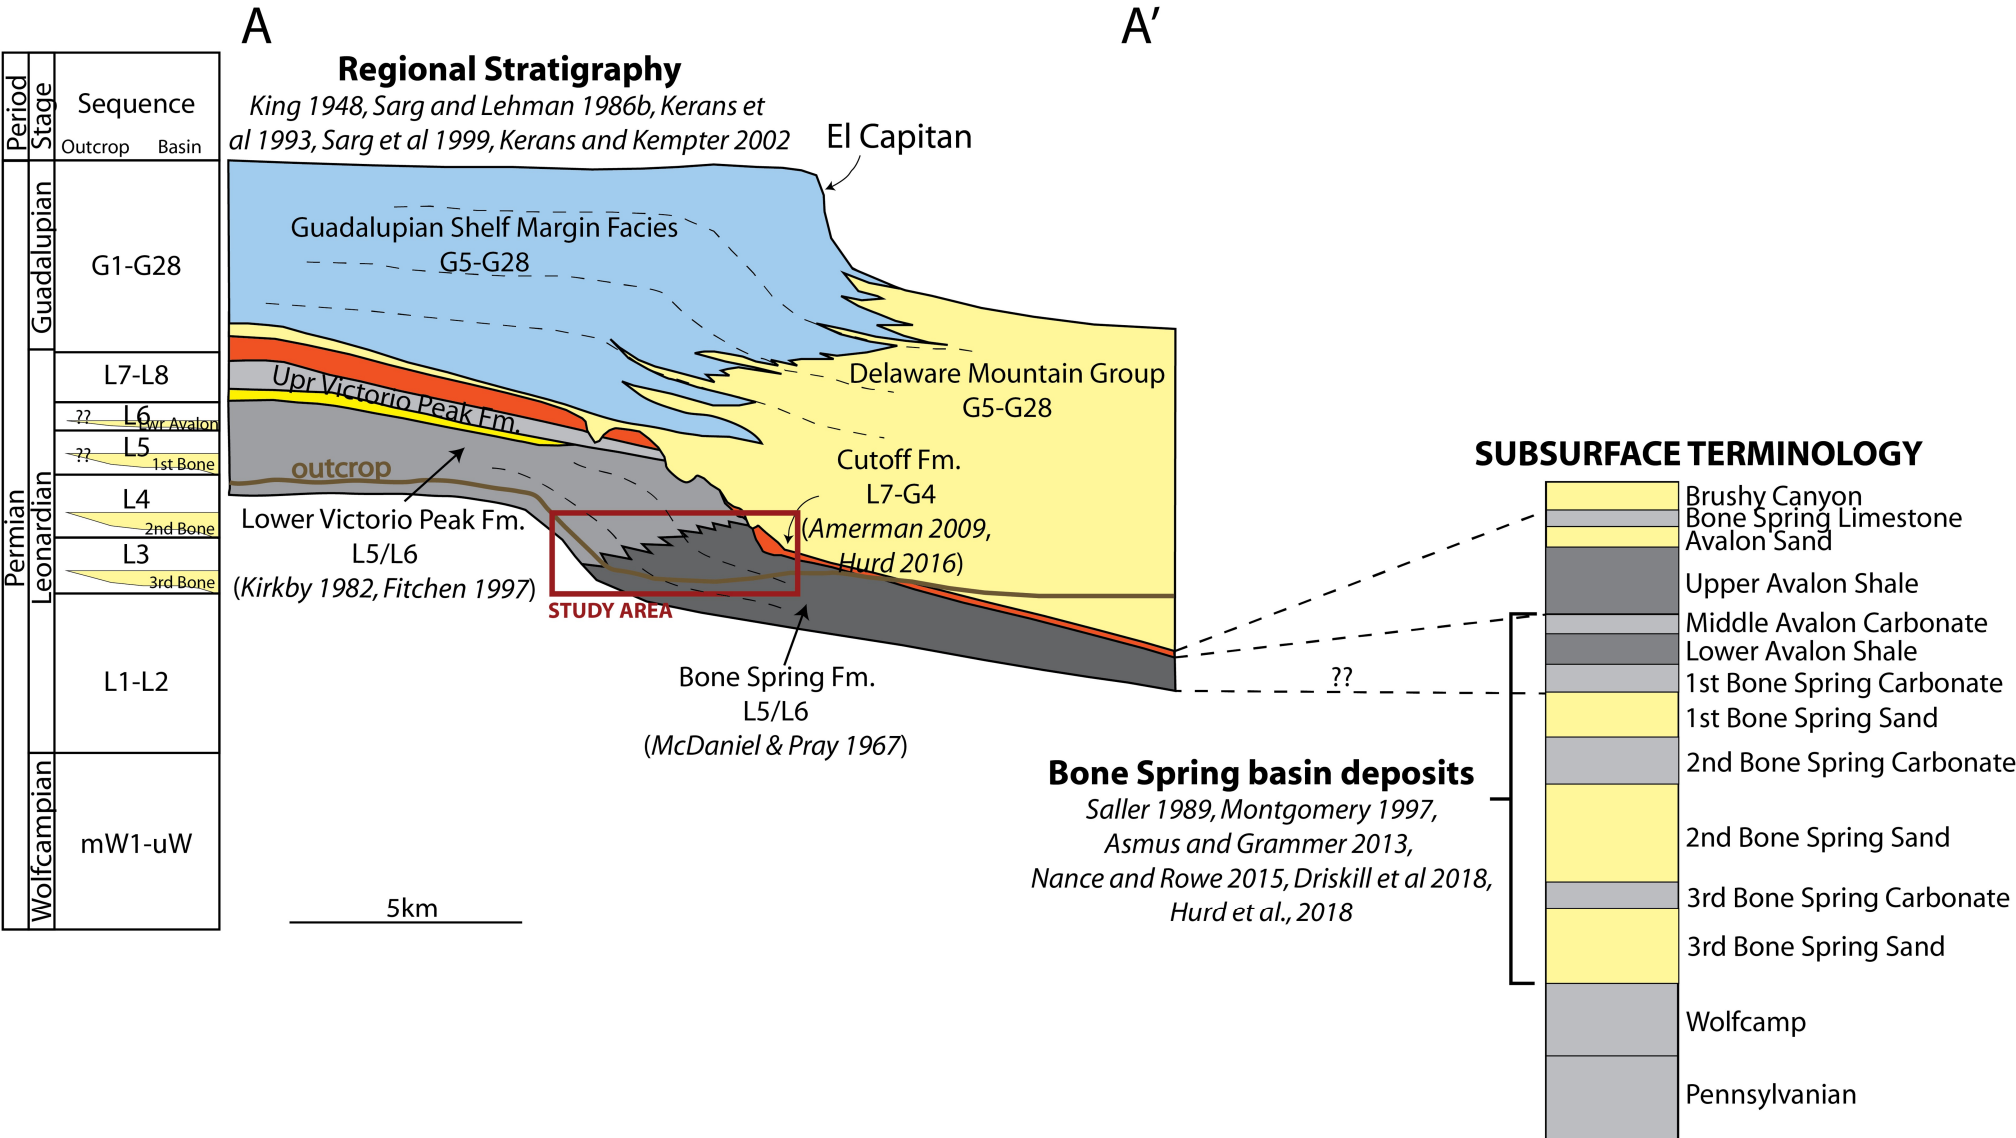 A
A′
Regional Stratigraphy
King 1948, Sarg and Lehman 1986b, Kerans et
al 1993, Sarg et al 1999, Kerans and Kempter 2002
El Capitan
Period
Stage
Sequence
Outcrop Basin
Permian
Guadalupian
Leonardian
Wolfcampian
G1-G28
L7-L8
?? L6
Lwr Avalon
?? L5
1st Bone
L4
2nd Bone
L3
3rd Bone
L1-L2
mW1-uW
Guadalupian Shelf Margin Facies
G5-G28
Delaware Mountain Group
G5-G28
Upr Victorio Peak Fm.
outcrop
Cutoff Fm.
L7-G4
(Amerman 2009,
Hurd 2016)
Lower Victorio Peak Fm.
L5/L6
(Kirkby 1982, Fitchen 1997)
STUDY AREA
Bone Spring Fm.
L5/L6
(McDaniel & Pray 1967)
5km
??
Bone Spring basin deposits
Saller 1989, Montgomery 1997,
Asmus and Grammer 2013,
Nance and Rowe 2015, Driskill et al 2018,
Hurd et al., 2018
SUBSURFACE TERMINOLOGY
Brushy Canyon
Bone Spring Limestone
Avalon Sand
Upper Avalon Shale
Middle Avalon Carbonate
Lower Avalon Shale
1st Bone Spring Carbonate
1st Bone Spring Sand
2nd Bone Spring Carbonate
2nd Bone Spring Sand
3rd Bone Spring Carbonate
3rd Bone Spring Sand
Wolfcamp
Pennsylvanian